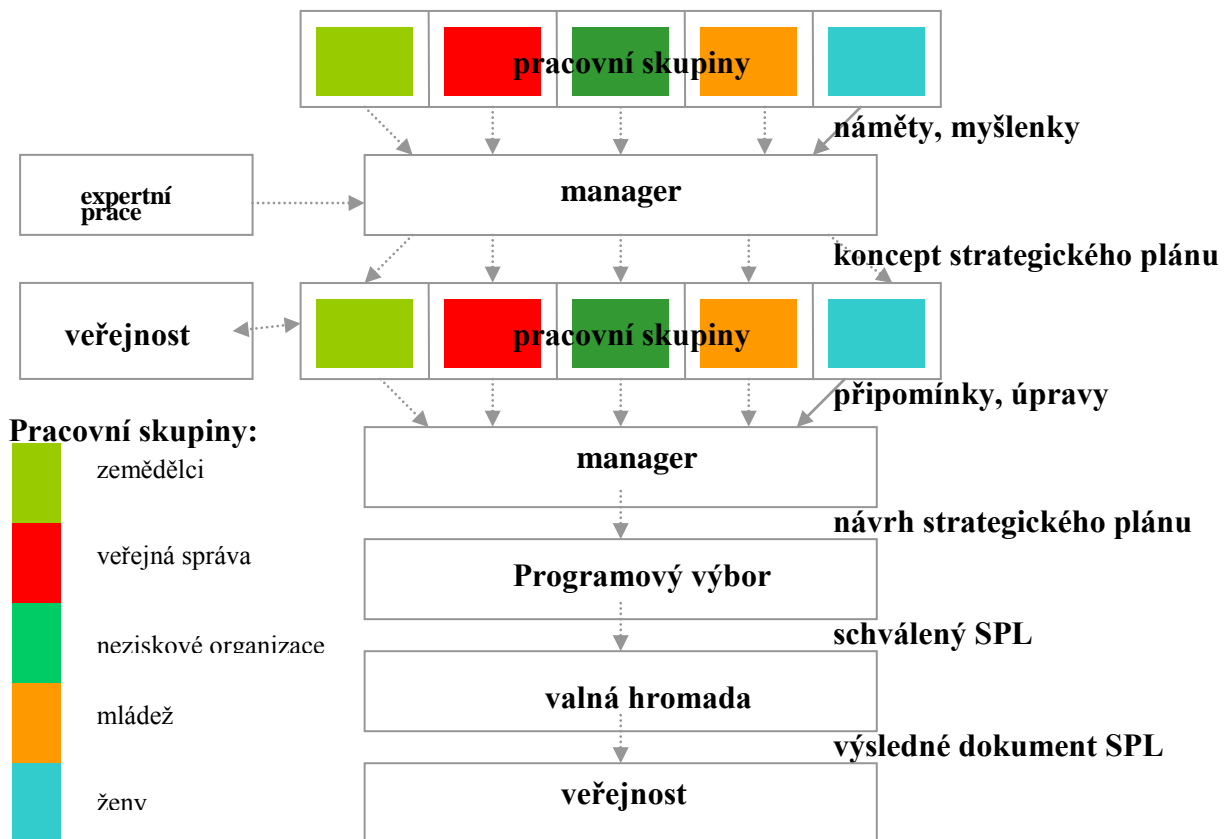 pracovní skupiny
náměty, myšlenky
expertní
práce
manager
koncept strategického plánu
veřejnost
pracovní skupiny
připomínky, úpravy
Pracovní skupiny:
zemědělci
manager
návrh strategického plánu
veřejná správa
Programový výbor
schválený SPL
neziskové organizace
valná hromada
mládež
výsledné dokument SPL
veřejnost
ženy